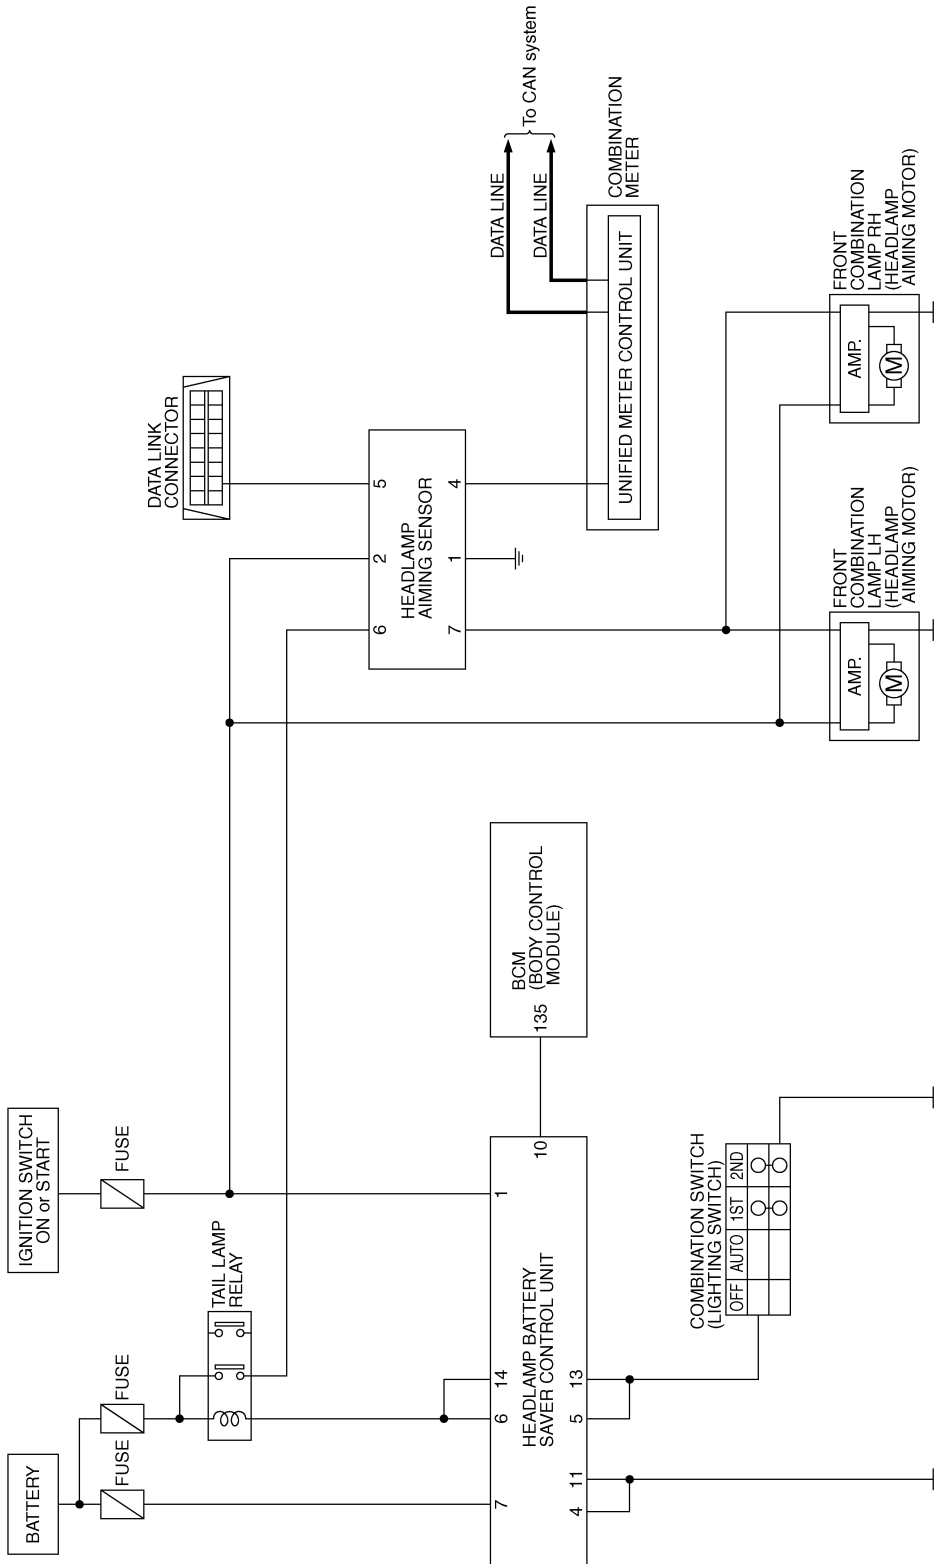 BATTERY
IGNITION SWITCH
ON or START
FUSE
FUSE
FUSE
TAIL LAMP
RELAY
DATA LINK
CONNECTOR
6
2
5
HEADLAMP
AIMING SENSOR
7
1
4
DATA LINE
DATA LINE
To CAN system
COMBINATION
METER
UNIFIED METER CONTROL UNIT
7
6
14
1
10
HEADLAMP BATTERY
SAVER CONTROL UNIT
4
11
5
13
BCM
(BODY CONTROL
MODULE)
135
COMBINATION SWITCH
(LIGHTING SWITCH)
OFF
AUTO
1ST
2ND
FRONT
COMBINATION
LAMP LH
(HEADLAMP
AIMING MOTOR)
AMP.
M
FRONT
COMBINATION
LAMP RH
(HEADLAMP
AIMING MOTOR)
AMP.
M